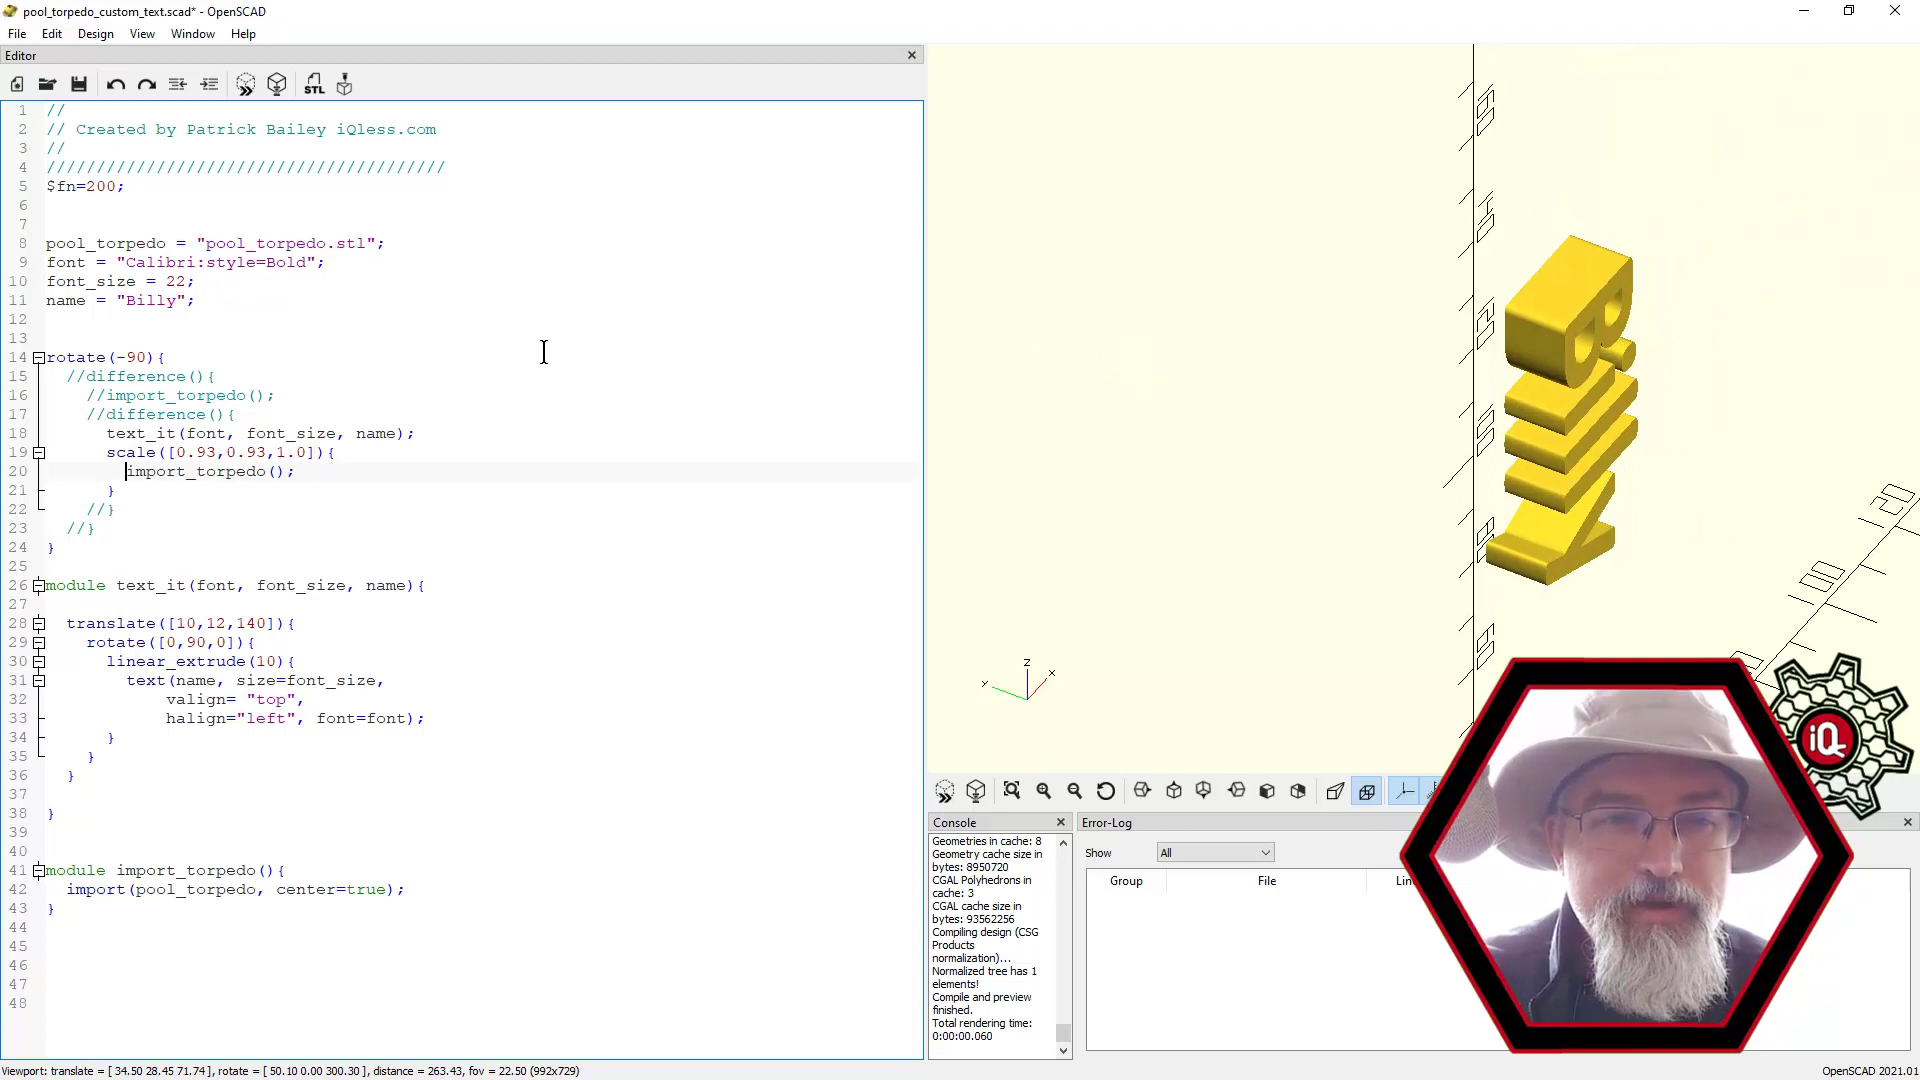 pool_torpedo_custom_text.scad* - OpenSCAD
File Edit Design View Window Help
Editor
STL
1 //
2 // Created by Patrick Bailey iQless.com
3 //
4 ////////////////////////////////////////
5 $fn=200;
6
7
8 pool_torpedo = "pool_torpedo.stl";
9 font = "Calibri:style=Bold";
10 font_size = 22;
11 name = "Billy";
12
13
14 rotate(-90){
15 //difference(){
16 //import_torpedo();
17 //difference(){
18 text_it(font, font_size, name);
19 scale([0.93,0.93,1.0]){
20 import_torpedo();
21 }
22 //}
23 //}
24 }
25
26 module text_it(font, font_size, name){
27
28 translate([10,12,140]){
29 rotate([0,90,0]){
30 linear_extrude(10){
31 text(name, size=font_size,
32 valign= "top",
33 halign="left", font=font);
34 }
35 }
36 }
37
38 }
39
40
41 module import_torpedo(){
42 import(pool_torpedo, center=true);
43 }
44
45
46
47
48
Billy
20
100
z
x
y
iQ
Console
Geometries in cache: 8
Geometry cache size in
bytes: 8950720
CGAL Polyhedrons in
cache: 3
CGAL cache size in
bytes: 93562256
Compiling design (CSG
Products
normalization)...
Normalized tree has 1
elements!
Compile and preview
finished.
Total rendering time:
0:00:00.060
Error-Log
Show All
Group File
Viewport: translate = [ 34.50 28.45 71.74 ], rotate = [ 50.10 0.00 300.30 ], distance = 263.43, fov = 22.50 (992x729)
OpenSCAD 2021.01